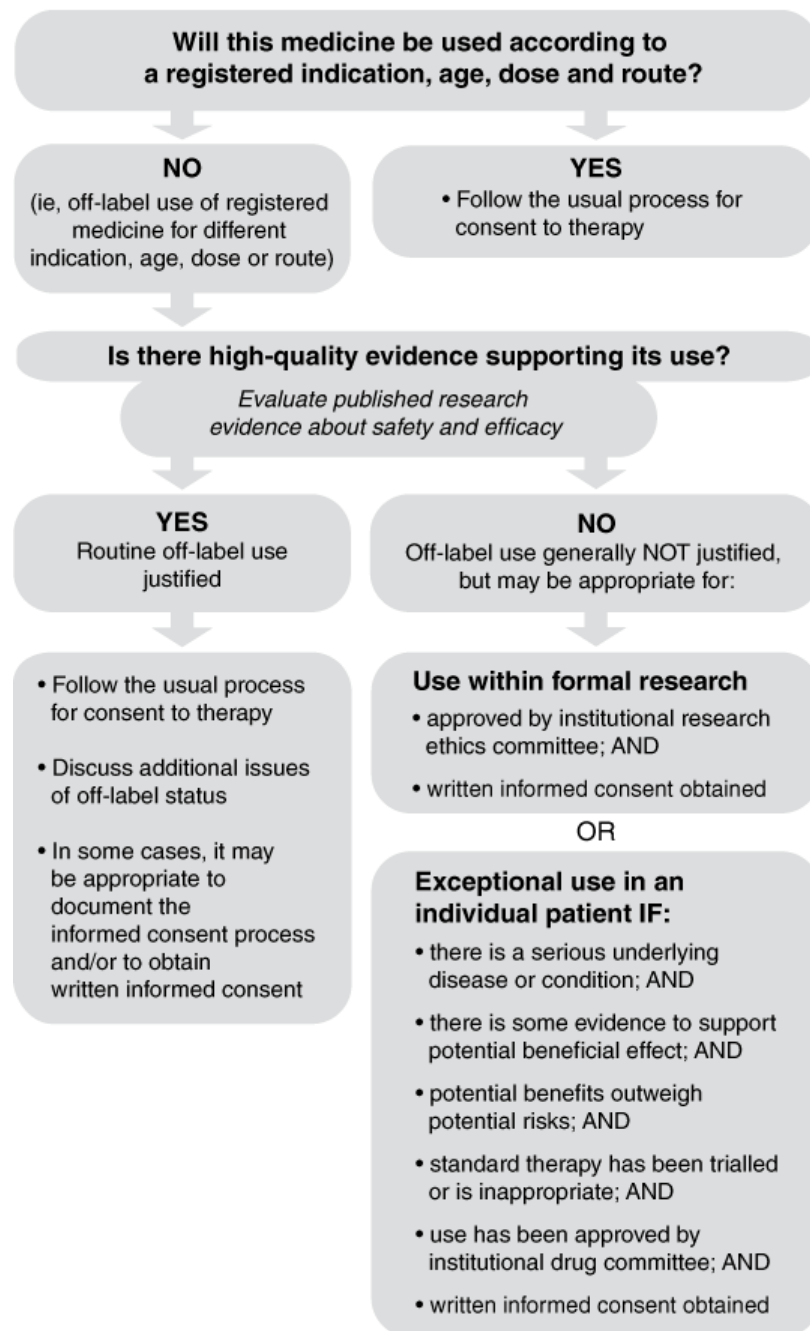 Will this medicine be used according to
a registered indication, age, dose and route?
NO
(ie, off-label use of registered
medicine for different
indication, age, dose or route)
YES
• Follow the usual process for
consent to therapy
Is there high-quality evidence supporting its use?
Evaluate published research
evidence about safety and efficacy
YES
Routine off-label use
justified
NO
Off-label use generally NOT justified,
but may be appropriate for:
• Follow the usual process
for consent to therapy
• Discuss additional issues
of off-label status
• In some cases, it may
be appropriate to
document the
informed consent process
and/or to obtain
written informed consent
Use within formal research
• approved by institutional research
ethics committee; AND
• written informed consent obtained
OR
Exceptional use in an
individual patient IF:
• there is a serious underlying
disease or condition; AND
• there is some evidence to support
potential beneficial effect; AND
• potential benefits outweigh
potential risks; AND
• standard therapy has been trialled
or is inappropriate; AND
• use has been approved by
institutional drug committee; AND
• written informed consent obtained